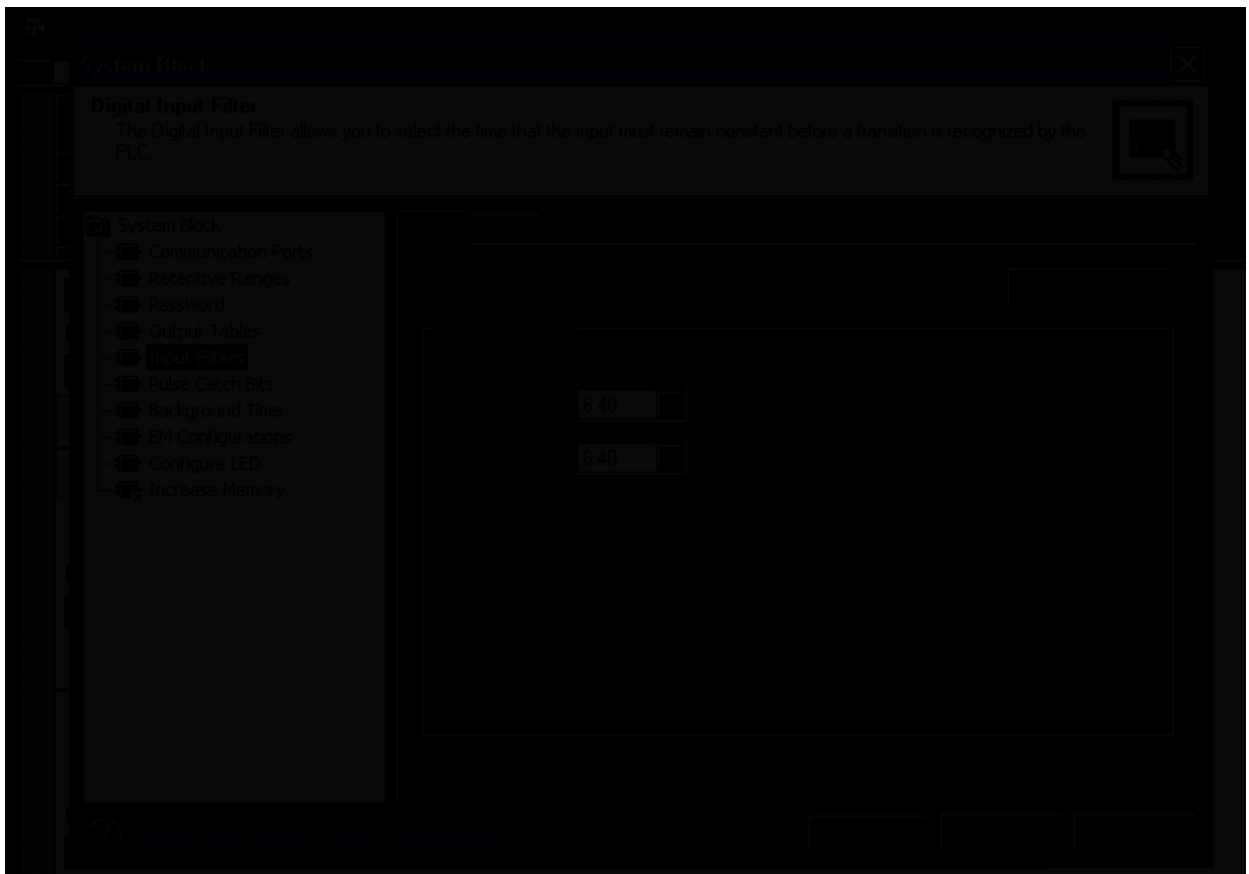 System Block
Digital Input Filter
The Digital Input Filter allows you to select the time that the input must remain constant before a transition is recognized by the
PLC.
System Block
Communication Ports
Retentive Ranges
Password
Output Tables
Input Filters
Pulse Catch Bits
Background Time
EM Configurations
Configure LED
Increase Memory
6.40
6.40